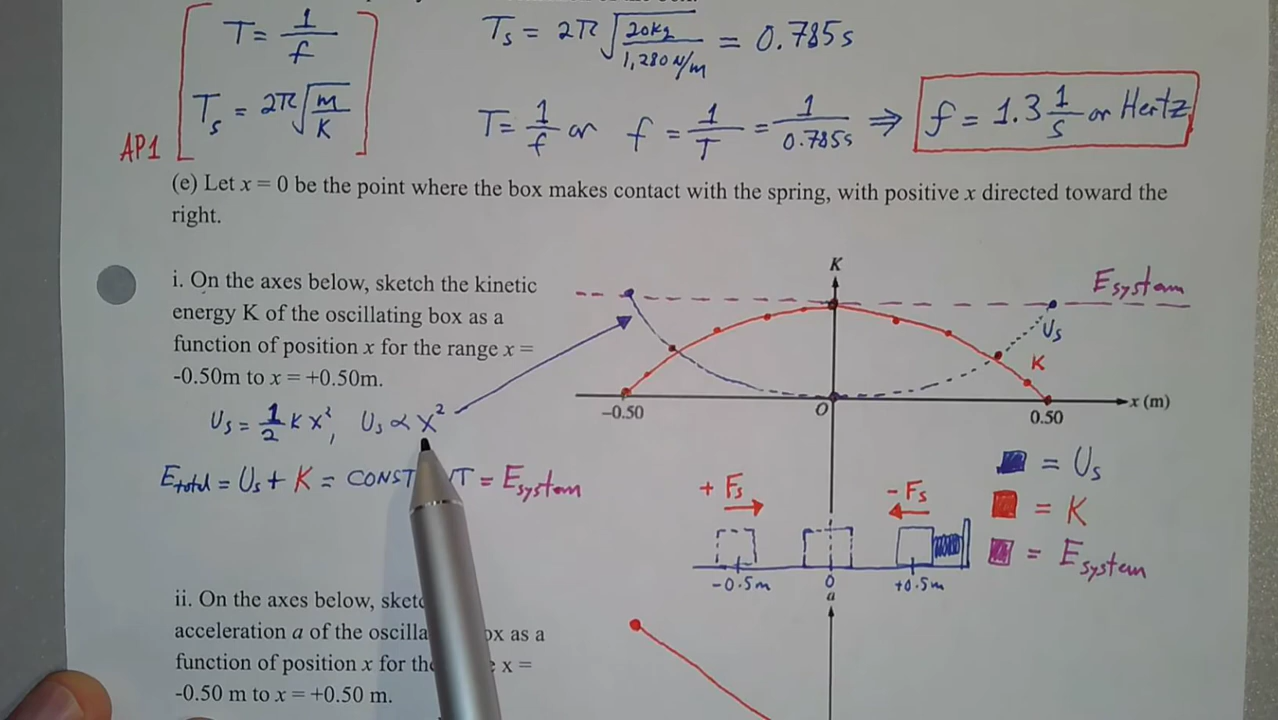 T = 1/f
Ts = 2π√(m/K)
AP1
Ts = 2π√(20kg/1,280 N/m) = 0.785 s
T = 1/f or f = 1/T = 1/0.785s ⇒ f = 1.3 1/s or Hertz
(e) Let x = 0 be the point where the box makes contact with the spring, with positive x directed toward the
right.
i. On the axes below, sketch the kinetic
energy K of the oscillating box as a
function of position x for the range x =
-0.50m to x = +0.50m.
Us = 1/2 K x², Us ∝ x²
Etotal = Us + K = CONST NT = Esystem
K
Esystem
Us
K
-0.50
O
0.50
x (m)
+ Fs
- Fs
-0.5m
0
+0.5m
= Us
= K
= Esystem
a
ii. On the axes below, sketc
acceleration a of the oscilla ox as a
function of position x for th x =
-0.50 m to x = +0.50 m.